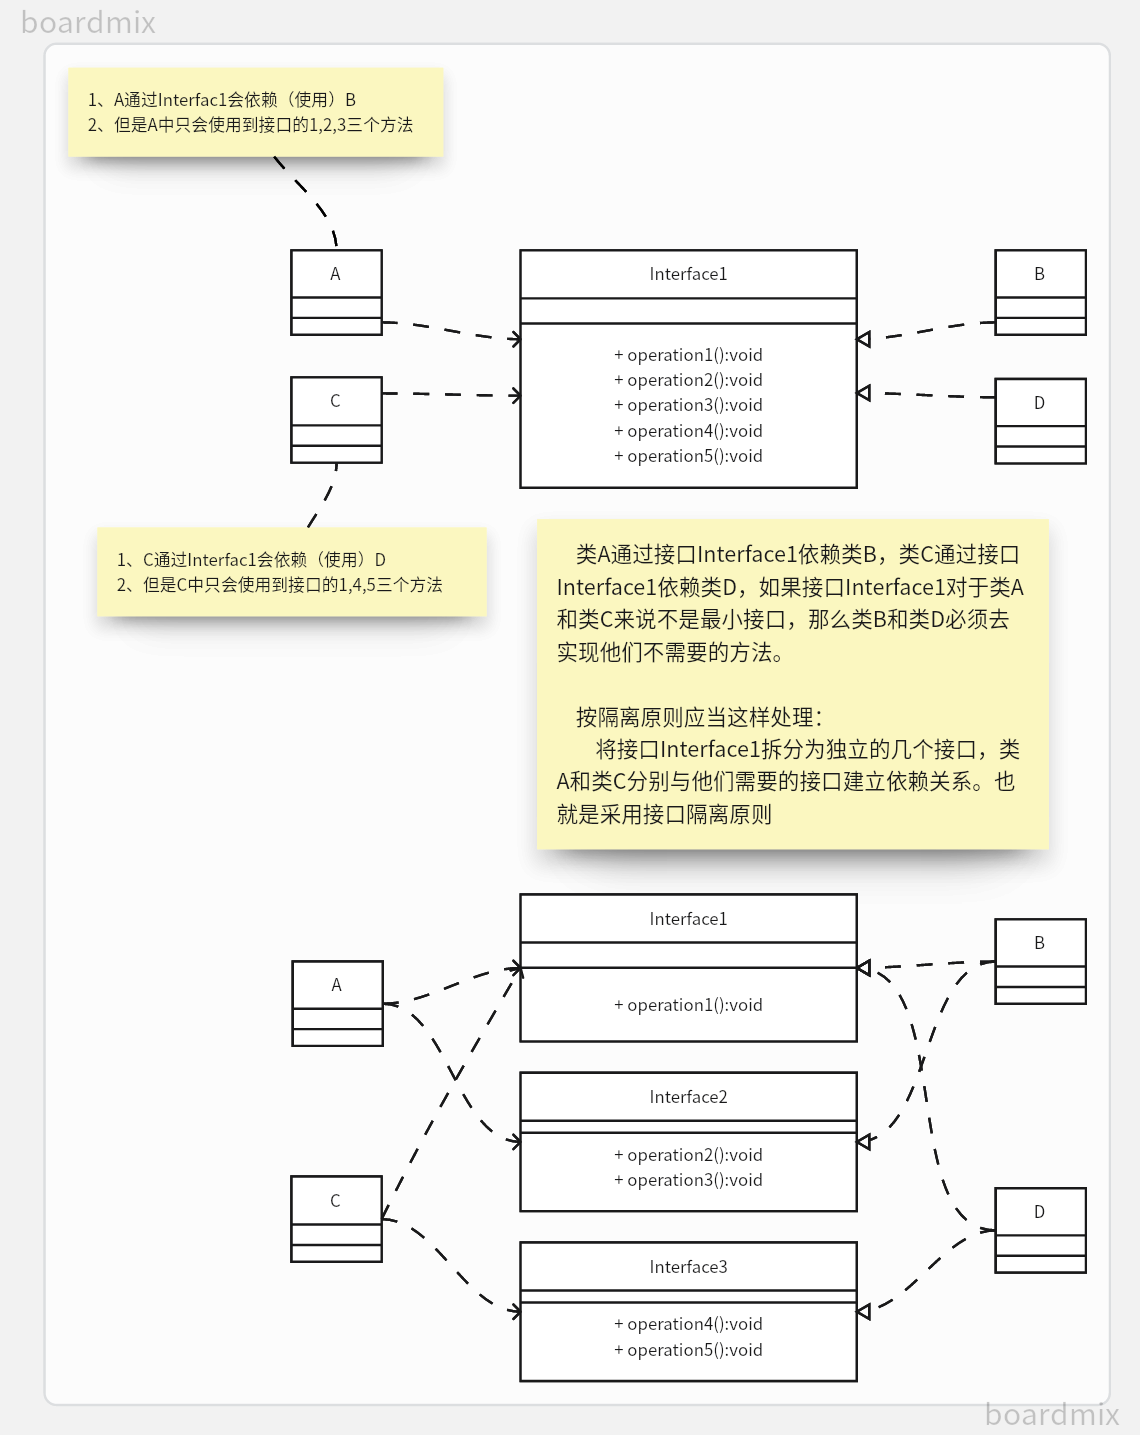 boardmix
1、A通过Interfac1会依赖（使用）B
2、但是A中只会使用到接口的1,2,3三个方法
A
Interface1
B
+ operation1():void
+ operation2():void
+ operation3():void
+ operation4():void
+ operation5():void
C
D
1、C通过Interfac1会依赖（使用）D
2、但是C中只会使用到接口的1,4,5三个方法
类A通过接口Interface1依赖类B，类C通过接口
Interface1依赖类D，如果接口Interface1对于类A
和类C来说不是最小接口，那么类B和类D必须去
实现他们不需要的方法。
按隔离原则应当这样处理：
将接口Interface1拆分为独立的几个接口，类
A和类C分别与他们需要的接口建立依赖关系。也
就是采用接口隔离原则
Interface1
B
A
+ operation1():void
Interface2
+ operation2():void
+ operation3():void
C
D
Interface3
+ operation4():void
+ operation5():void
boardmix